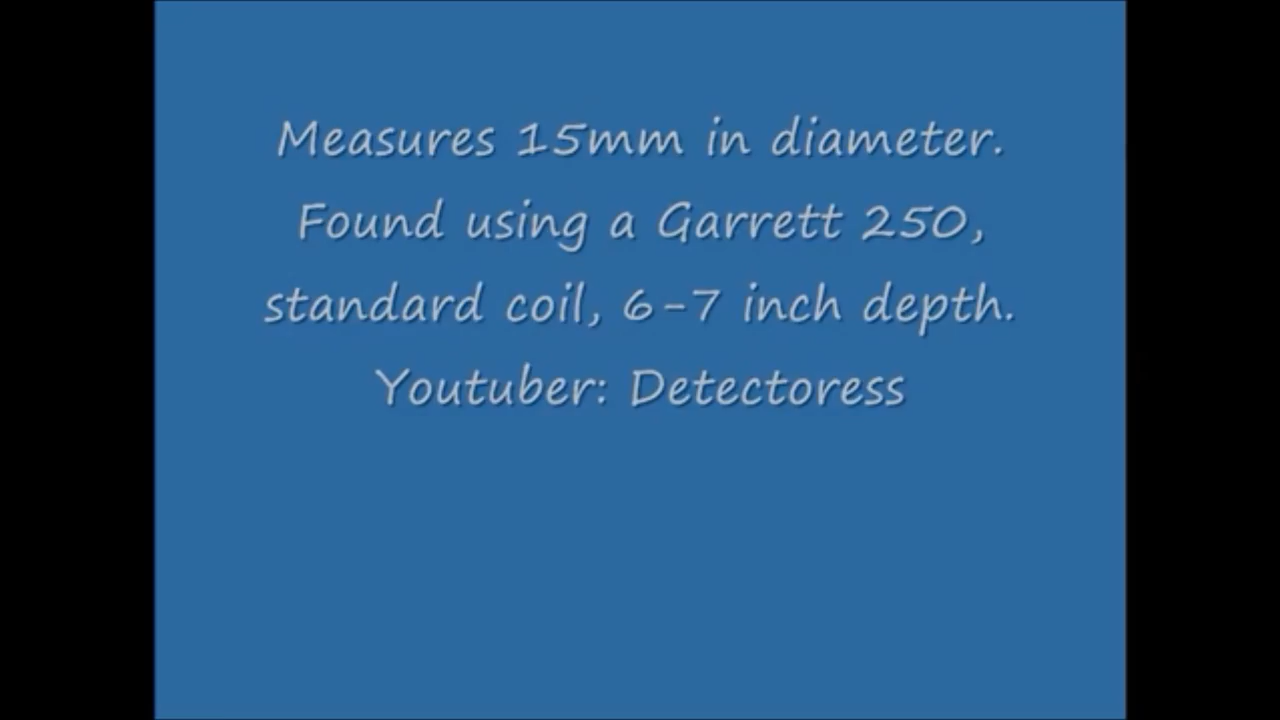 Measures 15mm in diameter.
Found using a Garrett 250,
standard coil, 6-7 inch depth.
Youtuber: Detectoress